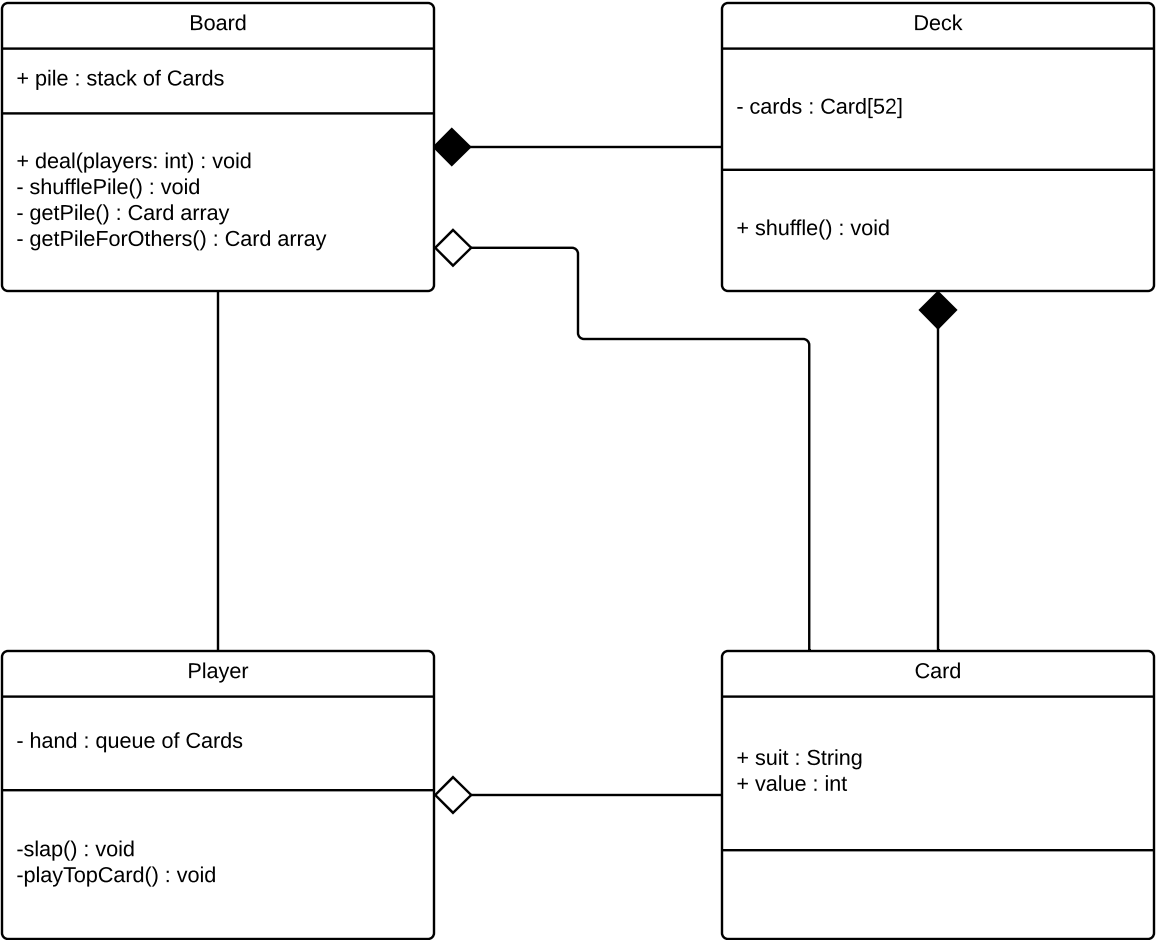 Board
+ pile : stack of Cards
+ deal(players: int) : void
- shufflePile() : void
- getPile() : Card array
- getPileForOthers() : Card array
Deck
- cards : Card[52]
+ shuffle() : void
Player
- hand : queue of Cards
-slap() : void
-playTopCard() : void
Card
+ suit : String
+ value : int